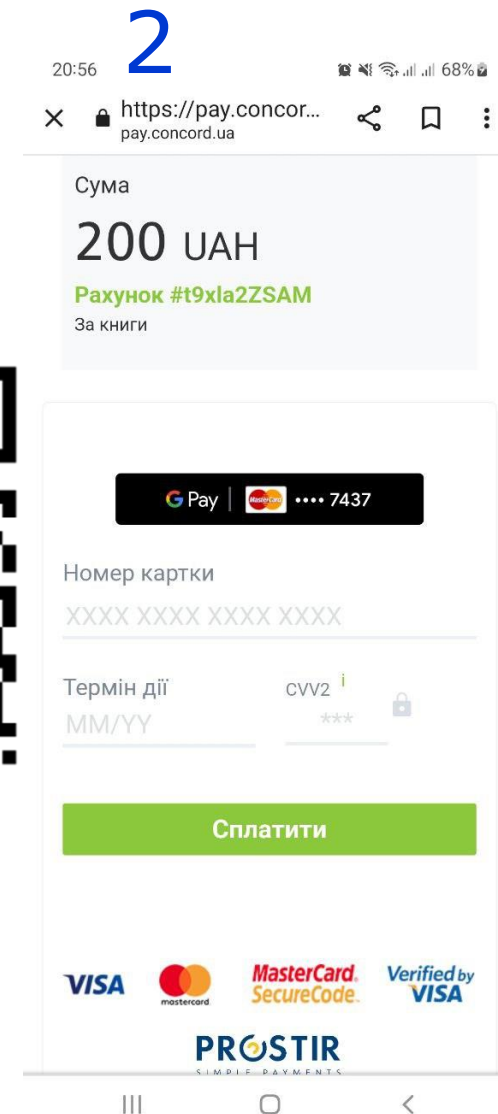 2
20:56 68%
https://pay.concor...
pay.concord.ua
Сума
200 UAH
Рахунок #t9xla2ZSAM
За книги
G Pay | MasterCard •••• 7437
Номер картки
XXXX XXXX XXXX XXXX
Термін дії CVV2 i
MM/YY ***
Сплатити
VISA mastercard MasterCard. SecureCode. Verified by VISA
PROSTIR
SIMPLE PAYMENTS